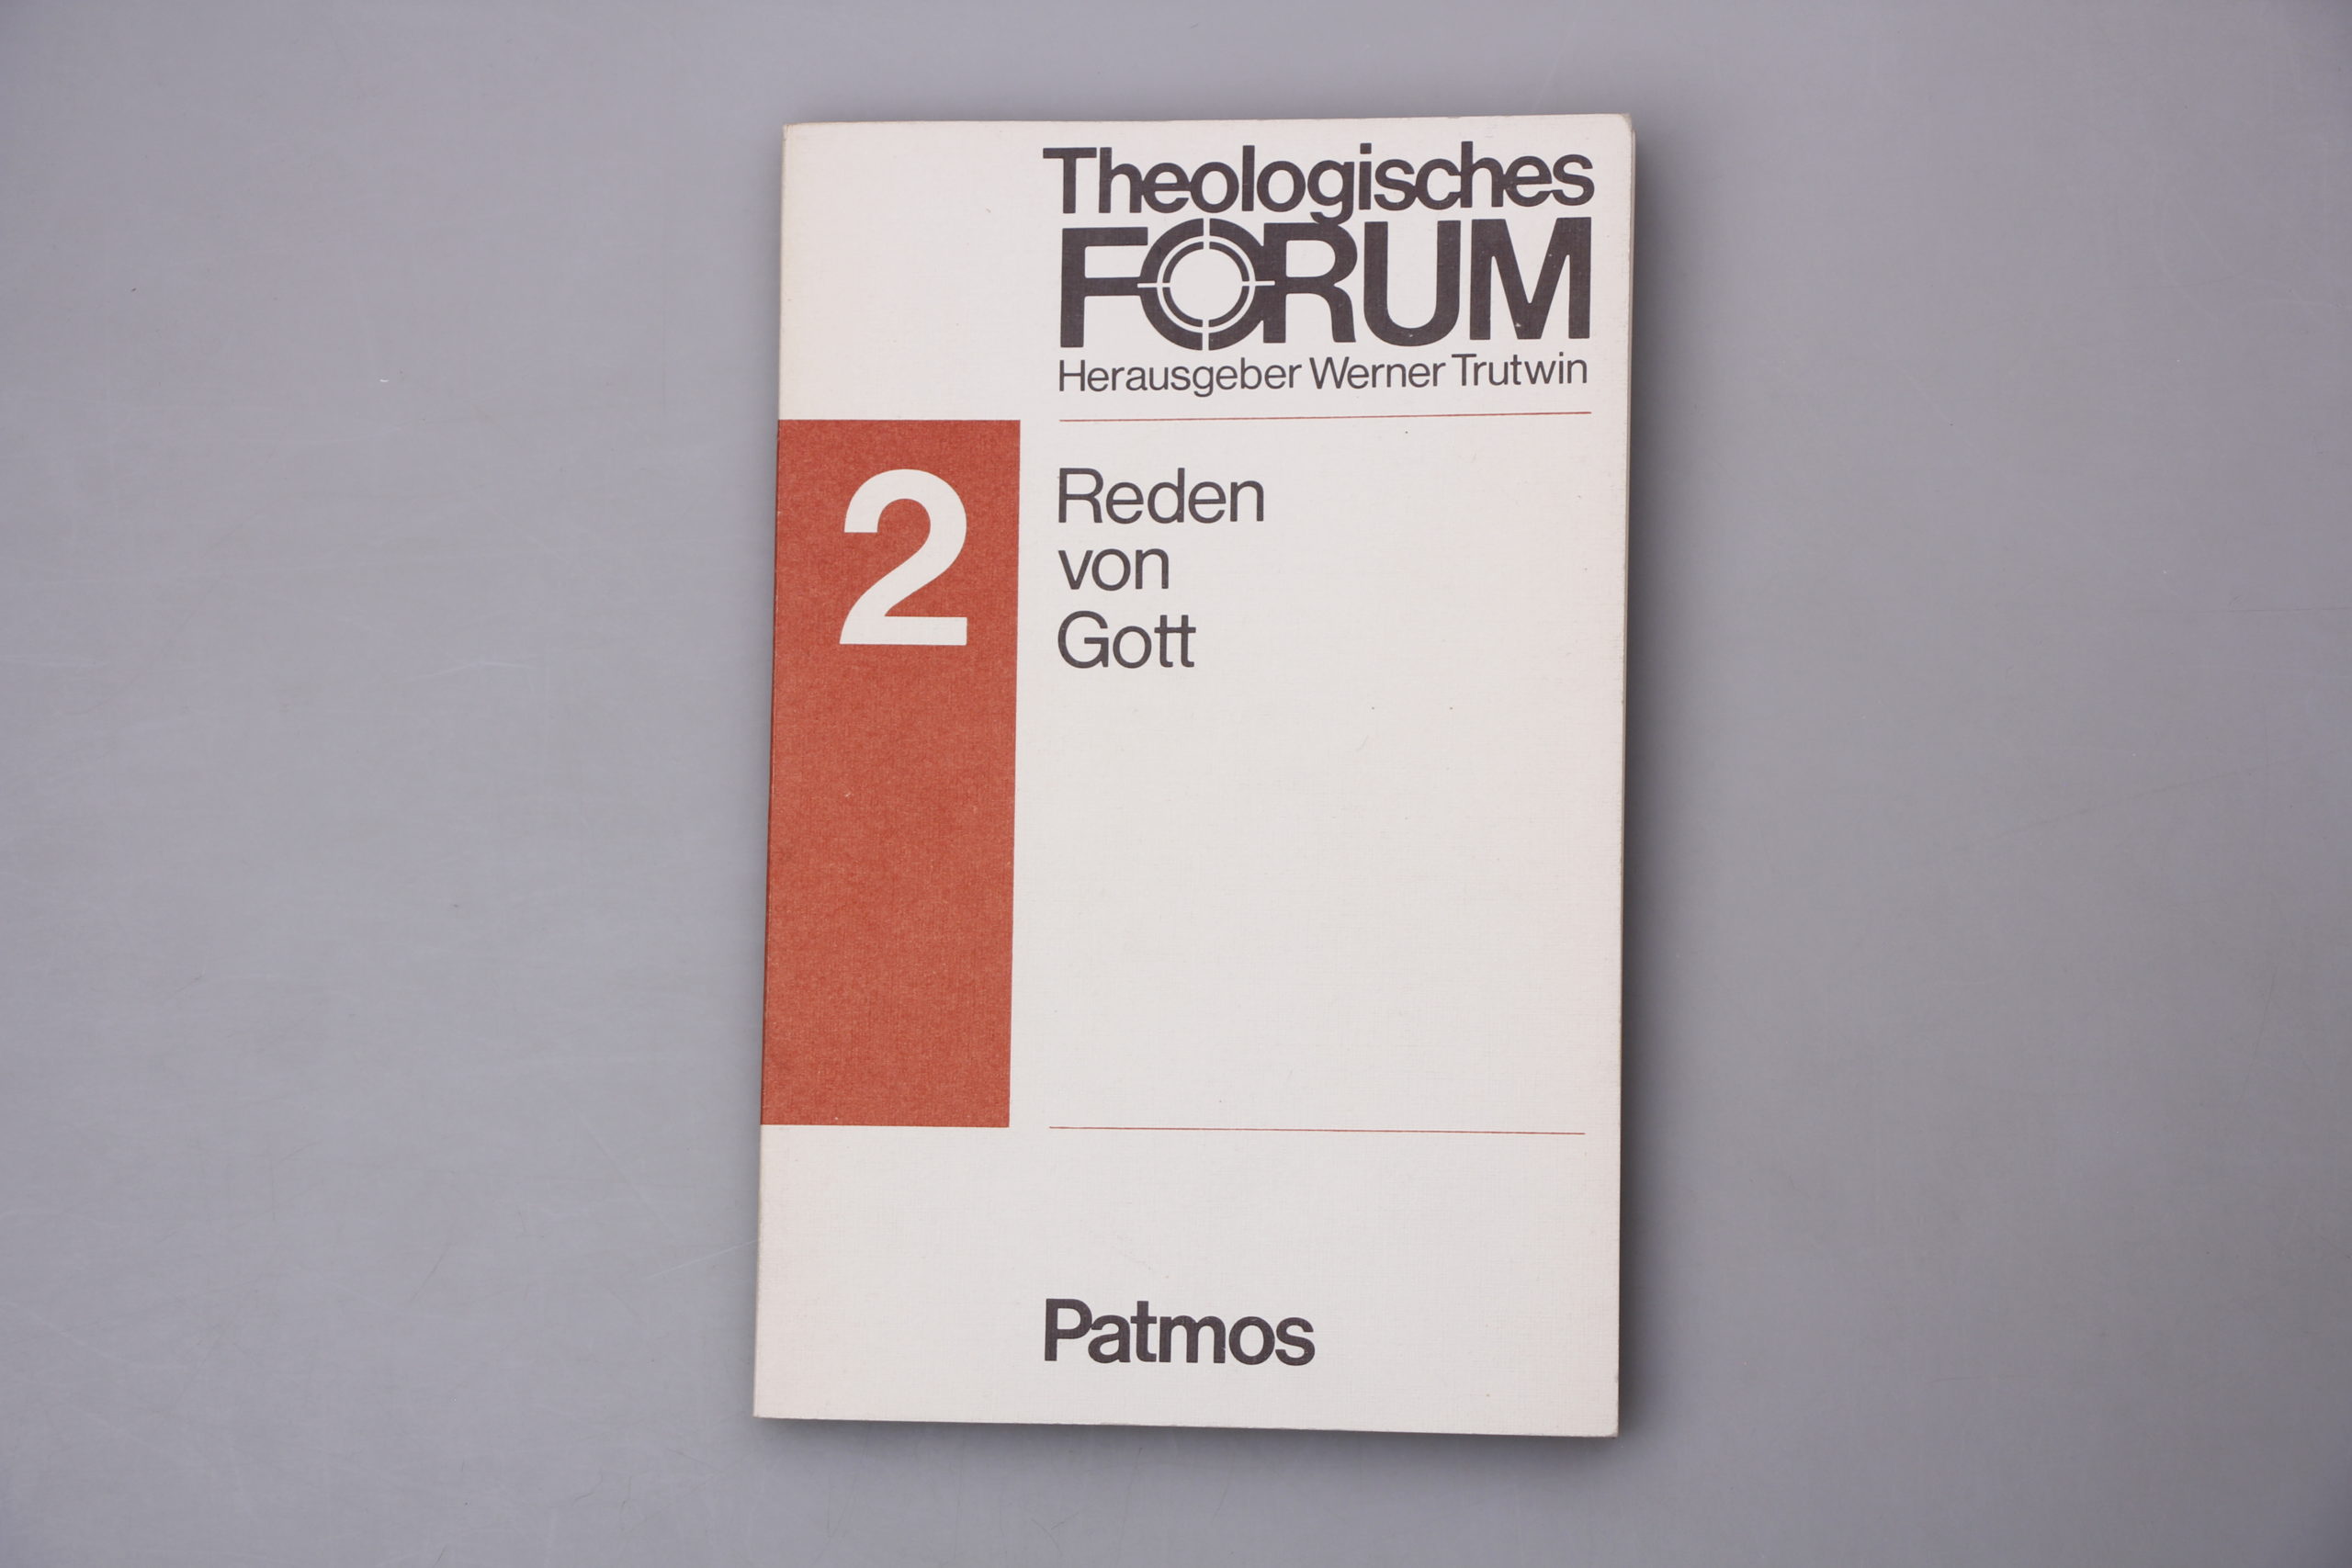 Theologisches
FORUM
Herausgeber Werner Trutwin
2
Reden
von
Gott
Patmos